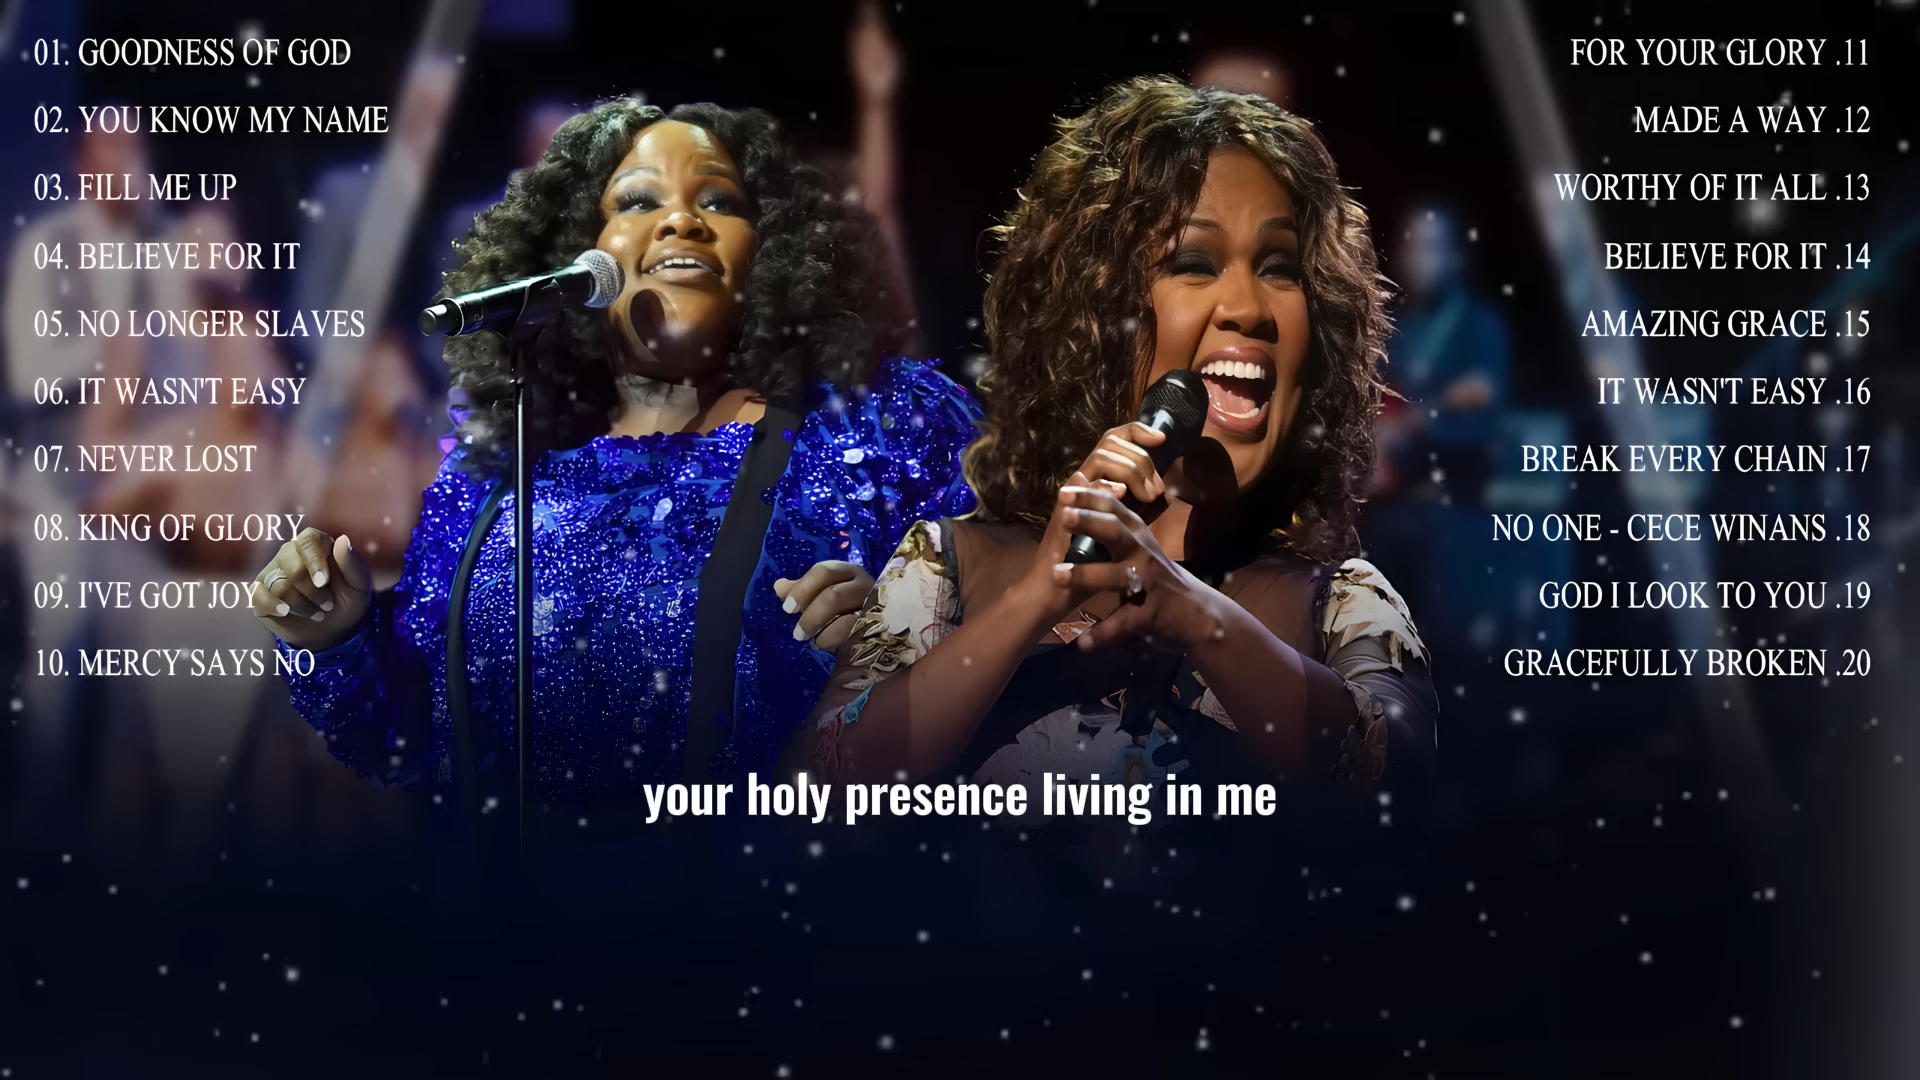 01. GOODNESS OF GOD
02. YOU KNOW MY NAME
03. FILL ME UP
04. BELIEVE FOR IT
05. NO LONGER SLAVES
06. IT WASN'T EASY
07. NEVER LOST
08. KING OF GLORY
09. I'VE GOT JOY
10. MERCY SAYS NO
FOR YOUR GLORY .11
MADE A WAY .12
WORTHY OF IT ALL .13
BELIEVE FOR IT .14
AMAZING GRACE .15
IT WASN'T EASY .16
BREAK EVERY CHAIN .17
NO ONE - CECE WINANS .18
GOD I LOOK TO YOU .19
GRACEFULLY BROKEN .20
your holy presence living in me